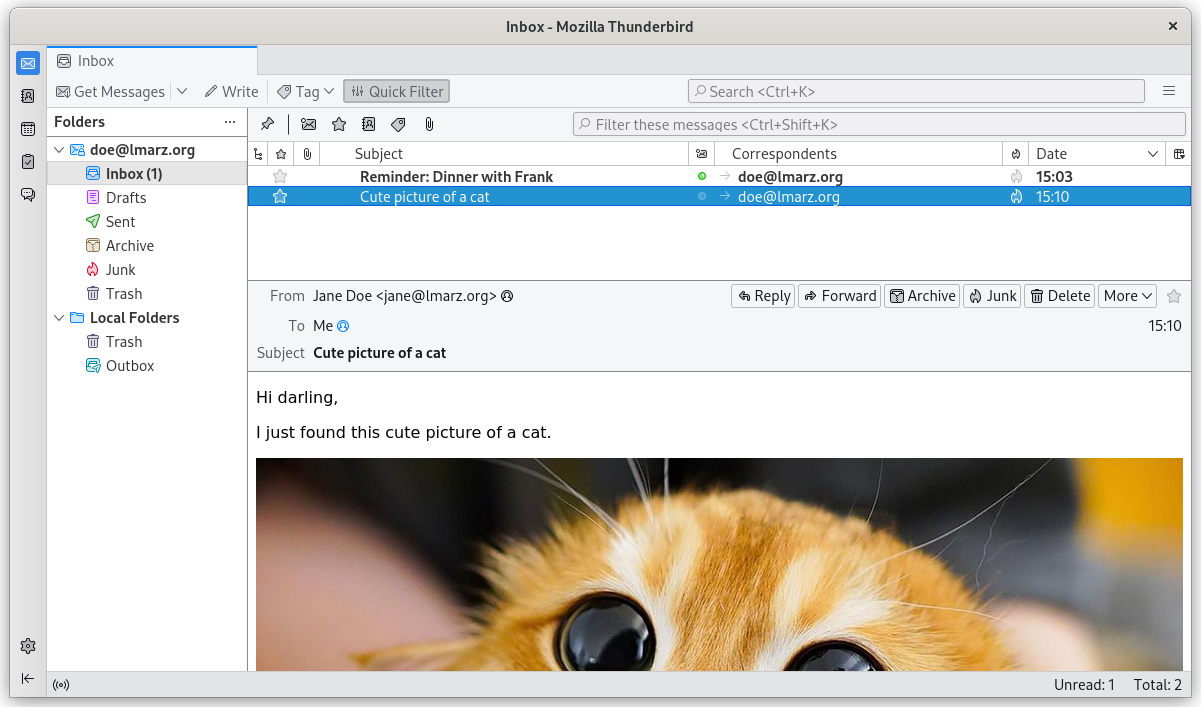 Inbox - Mozilla Thunderbird
Inbox
Get Messages Write Tag Quick Filter Search <Ctrl+K>
Folders
Filter these messages <Ctrl+Shift+K>
doe@lmarz.org
Inbox (1)
Drafts
Sent
Archive
Junk
Trash
Local Folders
Trash
Outbox
Subject Correspondents Date
Reminder: Dinner with Frank doe@lmarz.org 15:03
Cute picture of a cat doe@lmarz.org 15:10
From Jane Doe <jane@lmarz.org> Reply Forward Archive Junk Delete More
To Me 15:10
Subject Cute picture of a cat
Hi darling,
I just found this cute picture of a cat.
Unread: 1 Total: 2